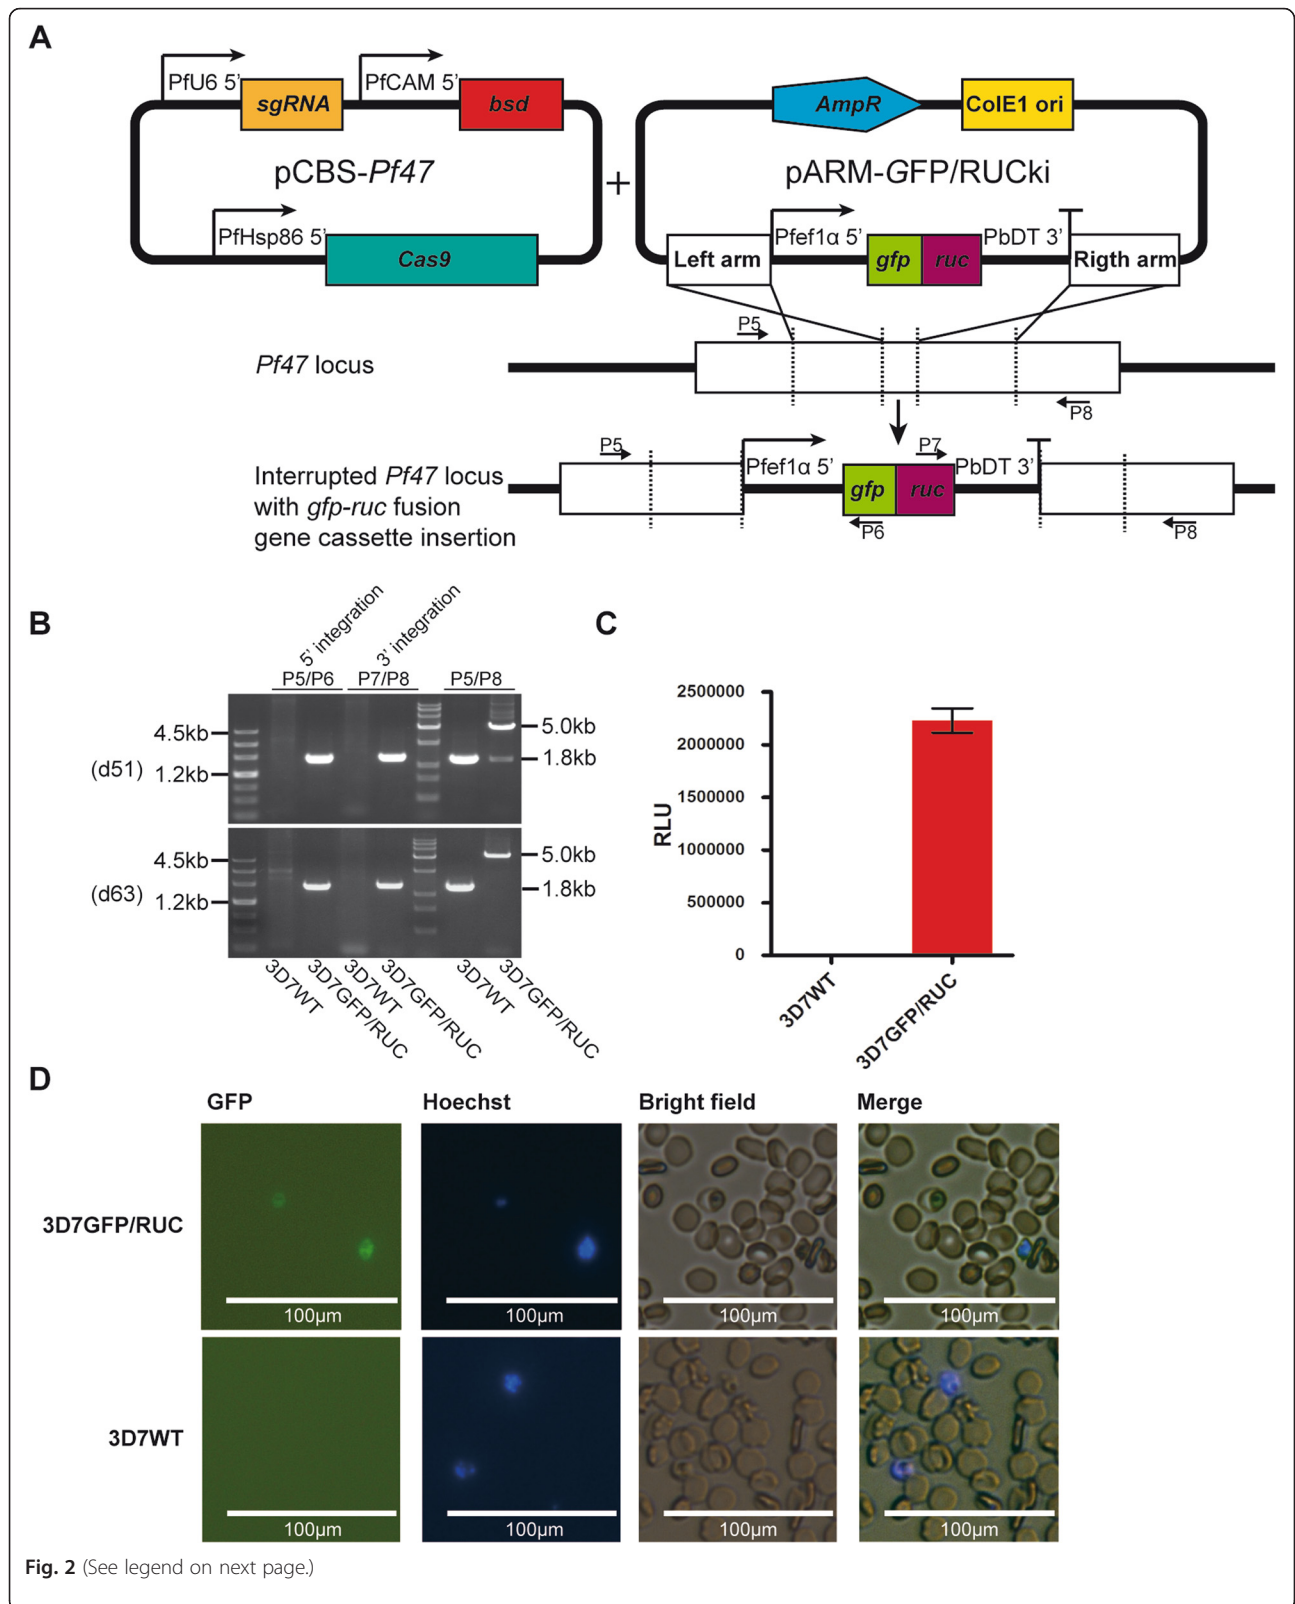 A
PfU6 5’
sgRNA
PfCAM 5’
bsd
AmpR
ColE1 ori
pCBS-Pf47
+
pARM-GFP/RUCki
PfHsp86 5’
Cas9
Left arm
Pfef1α 5’
gfp
ruc
PbDT 3’
Rigth arm
P5
Pf47 locus
P8
P5
Pfef1α 5’
P7
PbDT 3’
Interrupted Pf47 locus
with gfp-ruc fusion
gene cassette insertion
gfp
ruc
P6
P8
B
5’ integration
3’ integration
P5/P6
P7/P8
P5/P8
4.5kb
5.0kb
(d51)
1.8kb
1.2kb
4.5kb
5.0kb
(d63)
1.8kb
1.2kb
3D7WT
3D7GFP/RUC
3D7WT
3D7GFP/RUC
3D7WT
3D7GFP/RUC
C
RLU
2500000
2000000
1500000
1000000
500000
0
3D7WT
3D7GFP/RUC
D
GFP
Hoechst
Bright field
Merge
3D7GFP/RUC
100µm
100µm
100µm
100µm
3D7WT
100µm
100µm
100µm
100µm
Fig. 2 (See legend on next page.)